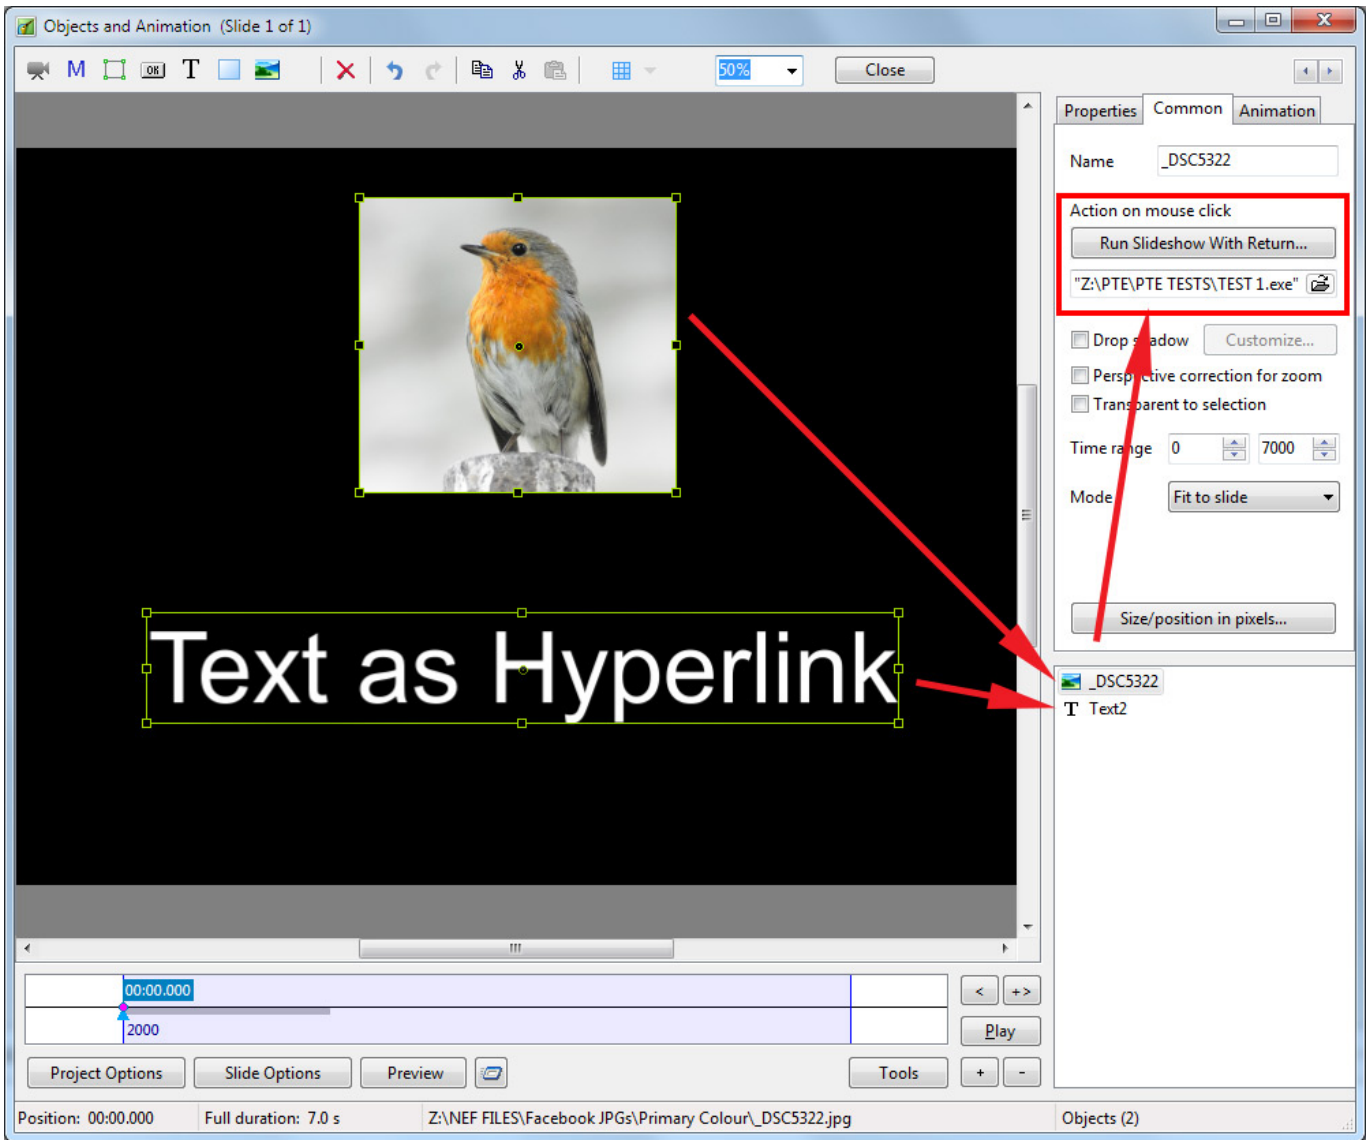 Objects and Animation (Slide 1 of 1)
M OK T 50% Close
Properties Common Animation
Name _DSC5322
Action on mouse click
Run Slideshow With Return...
"Z:\PTE\PTE TESTS\TEST 1.exe"
Drop shadow Customize...
Perspective correction for zoom
Transparent to selection
Time range 0 7000
Mode Fit to slide
Size/position in pixels...
Text as Hyperlink
_DSC5322
T Text2
00:00.000
2000
< +>
Play
Project Options Slide Options Preview Tools + -
Position: 00:00.000 Full duration: 7.0 s Z:\NEF FILES\Facebook JPGs\Primary Colour\_DSC5322.jpg Objects (2)